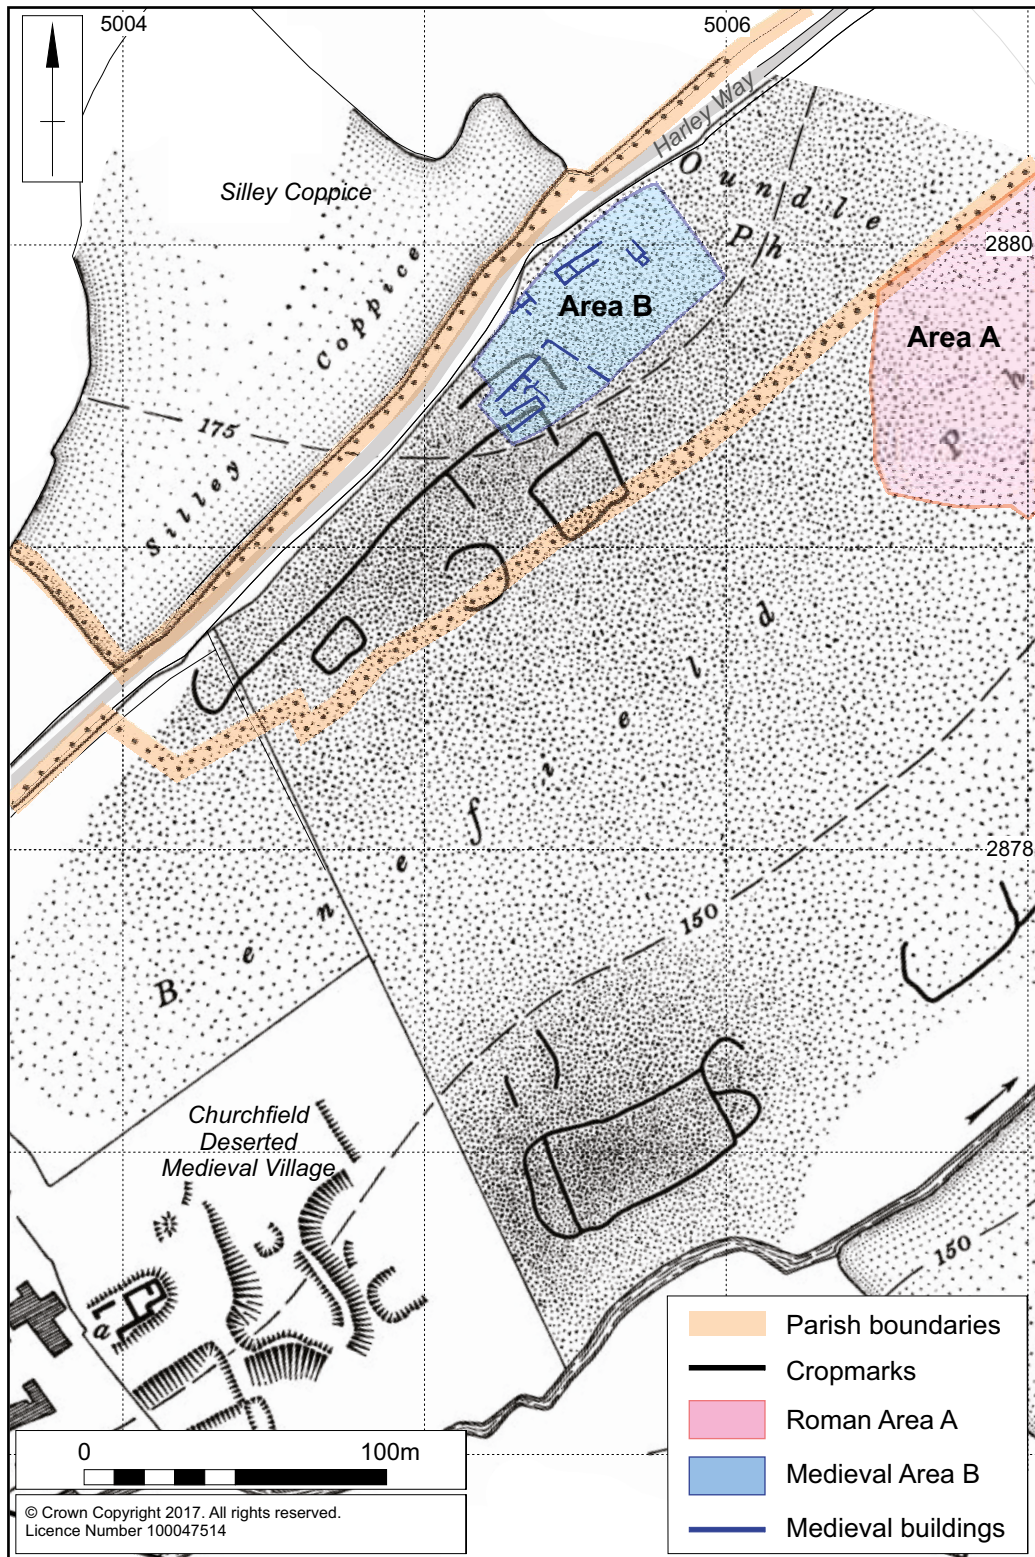 5004
5006
Harley Way
Silley Coppice
Oundle
Ph
2880
Area B
Area A
Silley Coppice
Ph
175
Benefield
2878
150
Churchfield
Deserted
Medieval Village
150
a
0 100m
© Crown Copyright 2017. All rights reserved.
Licence Number 100047514
Parish boundaries
Cropmarks
Roman Area A
Medieval Area B
Medieval buildings